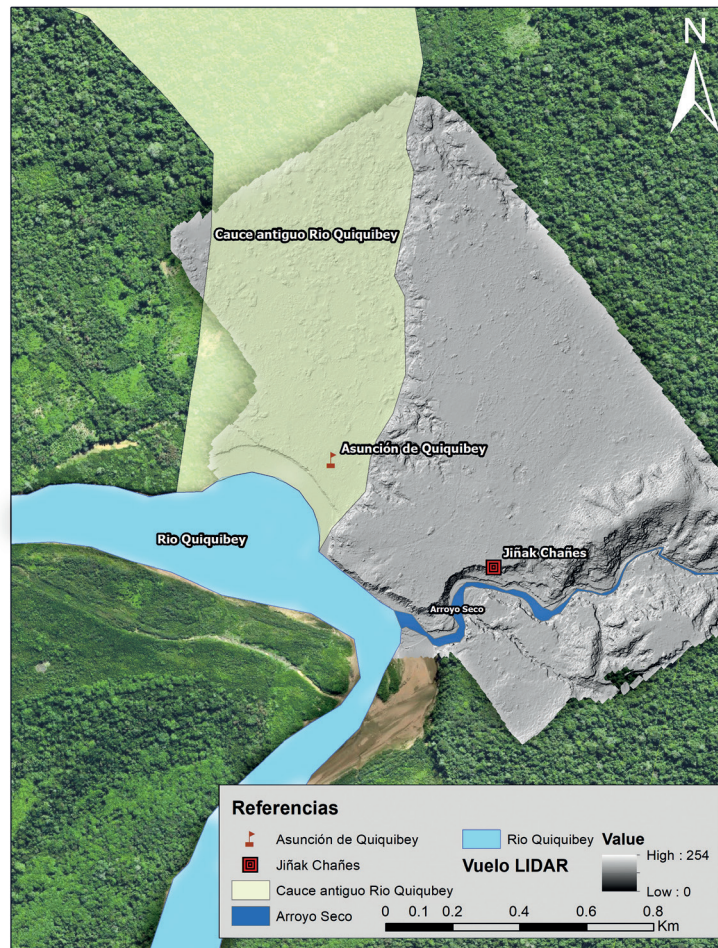 N
Cauce antiguo Rio Quiquibey
Asunción de Quiquibey
Rio Quiquibey
Jiñak Chañes
Arroyo Seco
Referencias
Asunción de Quiquibey
Jiñak Chañes
Cauce antiguo Rio Quiqubey
Arroyo Seco
Rio Quiquibey
Vuelo LIDAR
Value
High : 254
Low : 0
0 0.1 0.2 0.4 0.6 0.8
Km